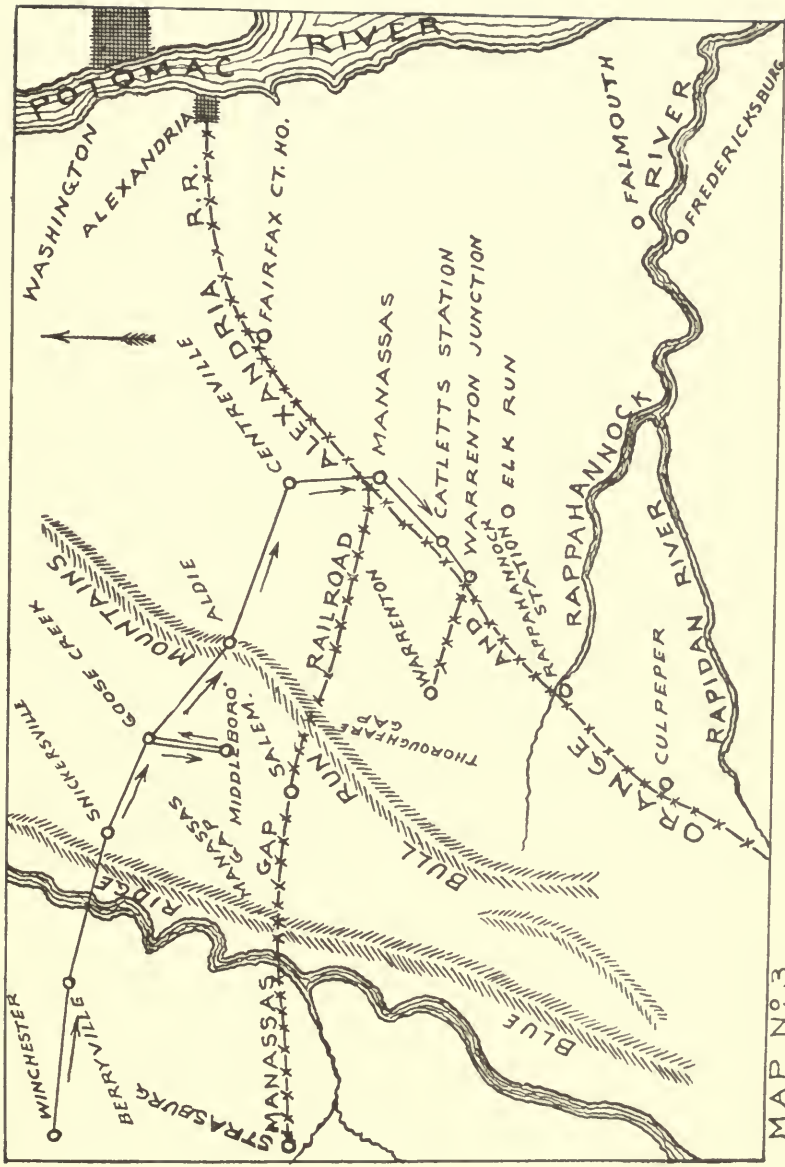 WASHINGTON
ALEXANDRIA
POTOMAC RIVER
FAIRFAX CT. HO.
ALEXANDRIA R.R.
CENTREVILLE
MANASSAS
CATLETTS STATION
WARRENTON JUNCTION
ELK RUN
RAPPAHANNOCK
STATION
WARRENTON
ORANGE AND
CULPEPER
RAPPAHANNOCK RIVER
RAPIDAN RIVER
FALMOUTH
FREDERICKSBURG
WINCHESTER
BERRYVILLE
SNICKERSVILLE
GOOSE CREEK
ALDIE
MIDDLEBORO.
MANASSAS
GAP
SALEM.
THOROUGHFARE
GAP
STRASBURG
MANASSAS GAP RAILROAD
BLUE RIDGE
BULL RUN MOUNTAINS
MAP Nº. 3